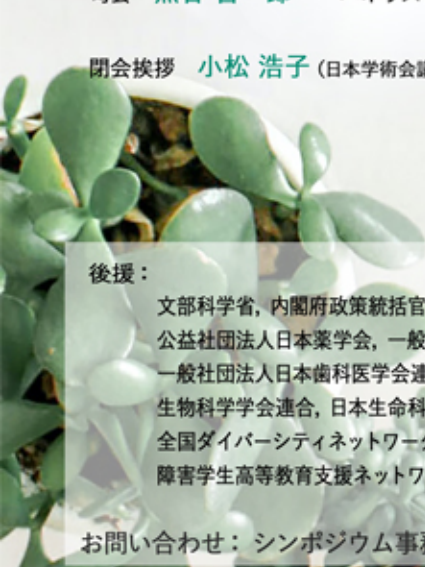 閉会挨拶 小松 浩子 (日本学術会
後援：
文部科学省, 内閣府政策統括官
公益社団法人日本薬学会, 一般
一般社団法人日本歯科医学会連
生物科学学会連合, 日本生命科
全国ダイバーシティネットワー
障害学生高等教育支援ネットワ
お問い合わせ： シンポジウム事